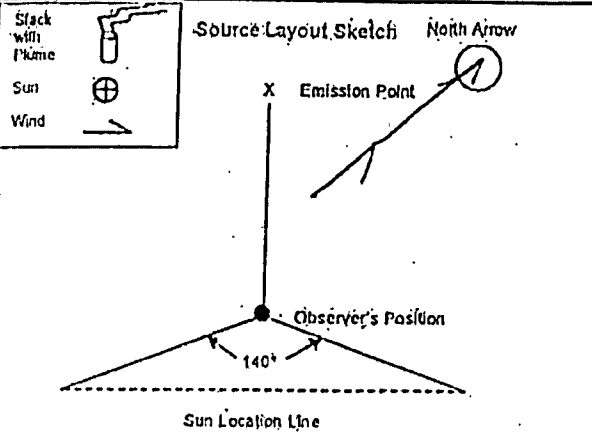 Stack
with
Plume
Sun
Wind
Source Layout Sketch
North Arrow
X Emission Point
Observer's Position
140°
Sun Location Line